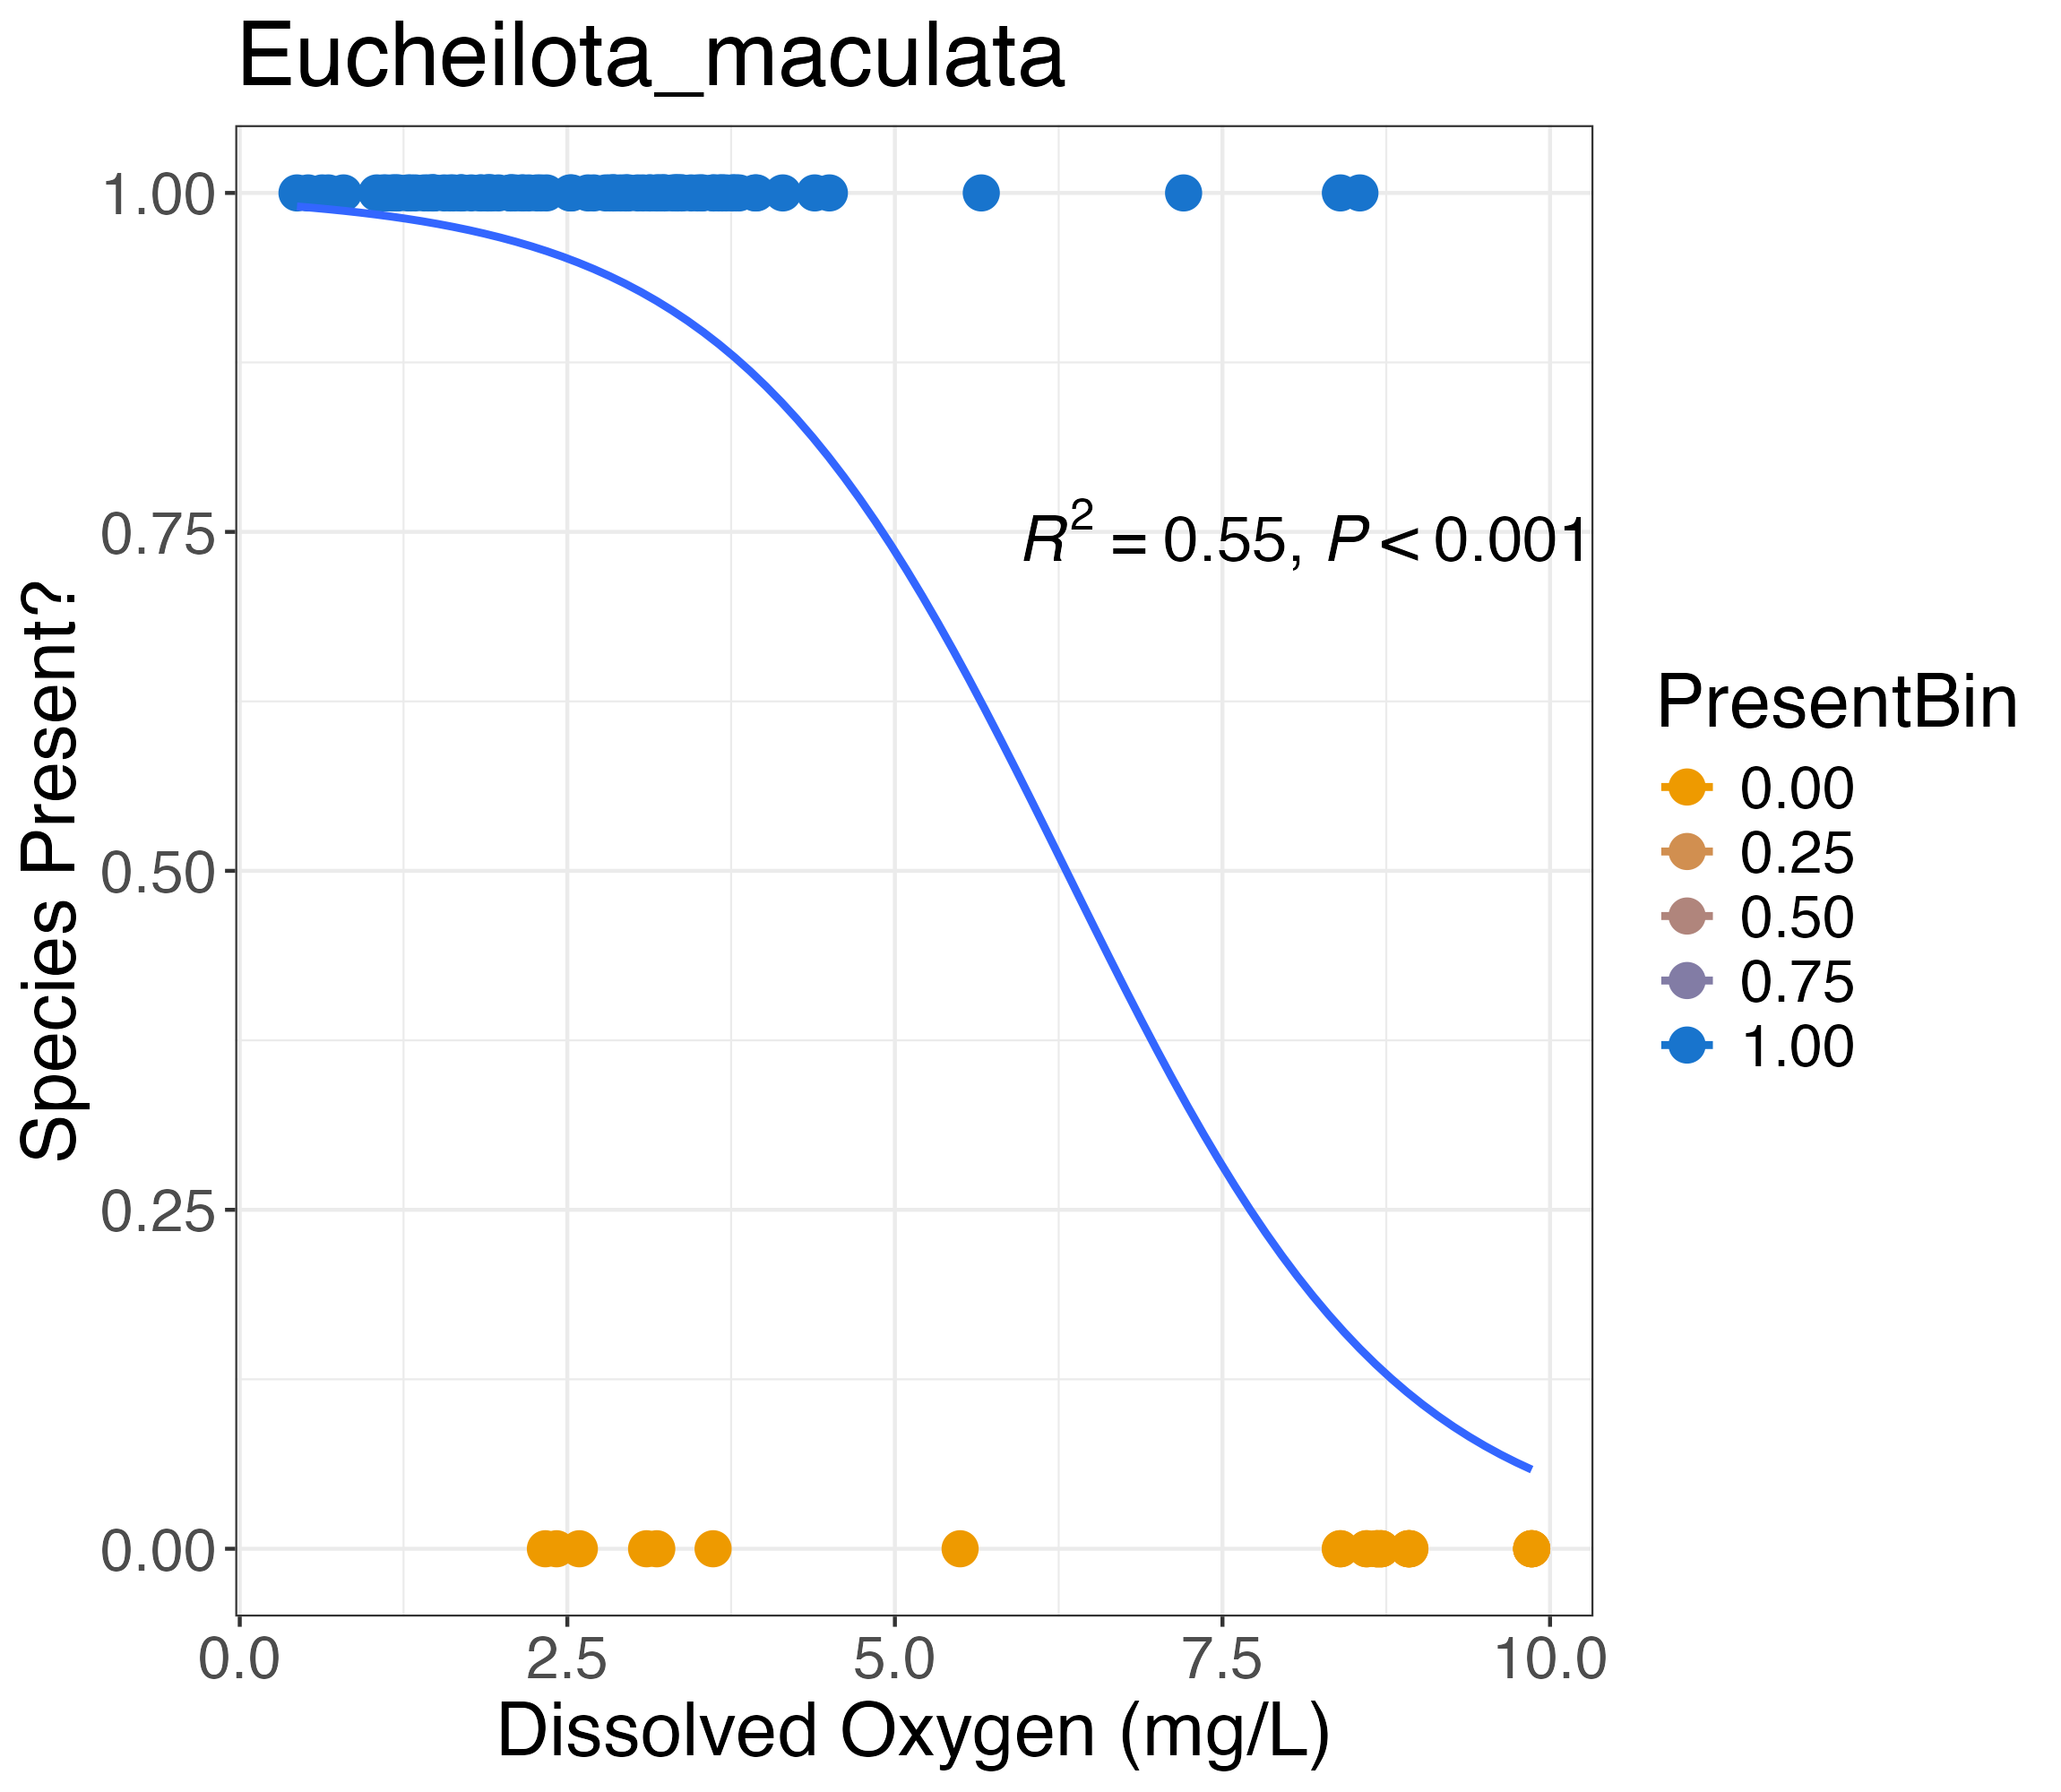 Eucheilota_maculata
Species Present?
1.00
0.75
0.50
0.25
0.00
R² = 0.55, P < 0.001
0.0 2.5 5.0 7.5 10.0
Dissolved Oxygen (mg/L)
PresentBin
0.00
0.25
0.50
0.75
1.00